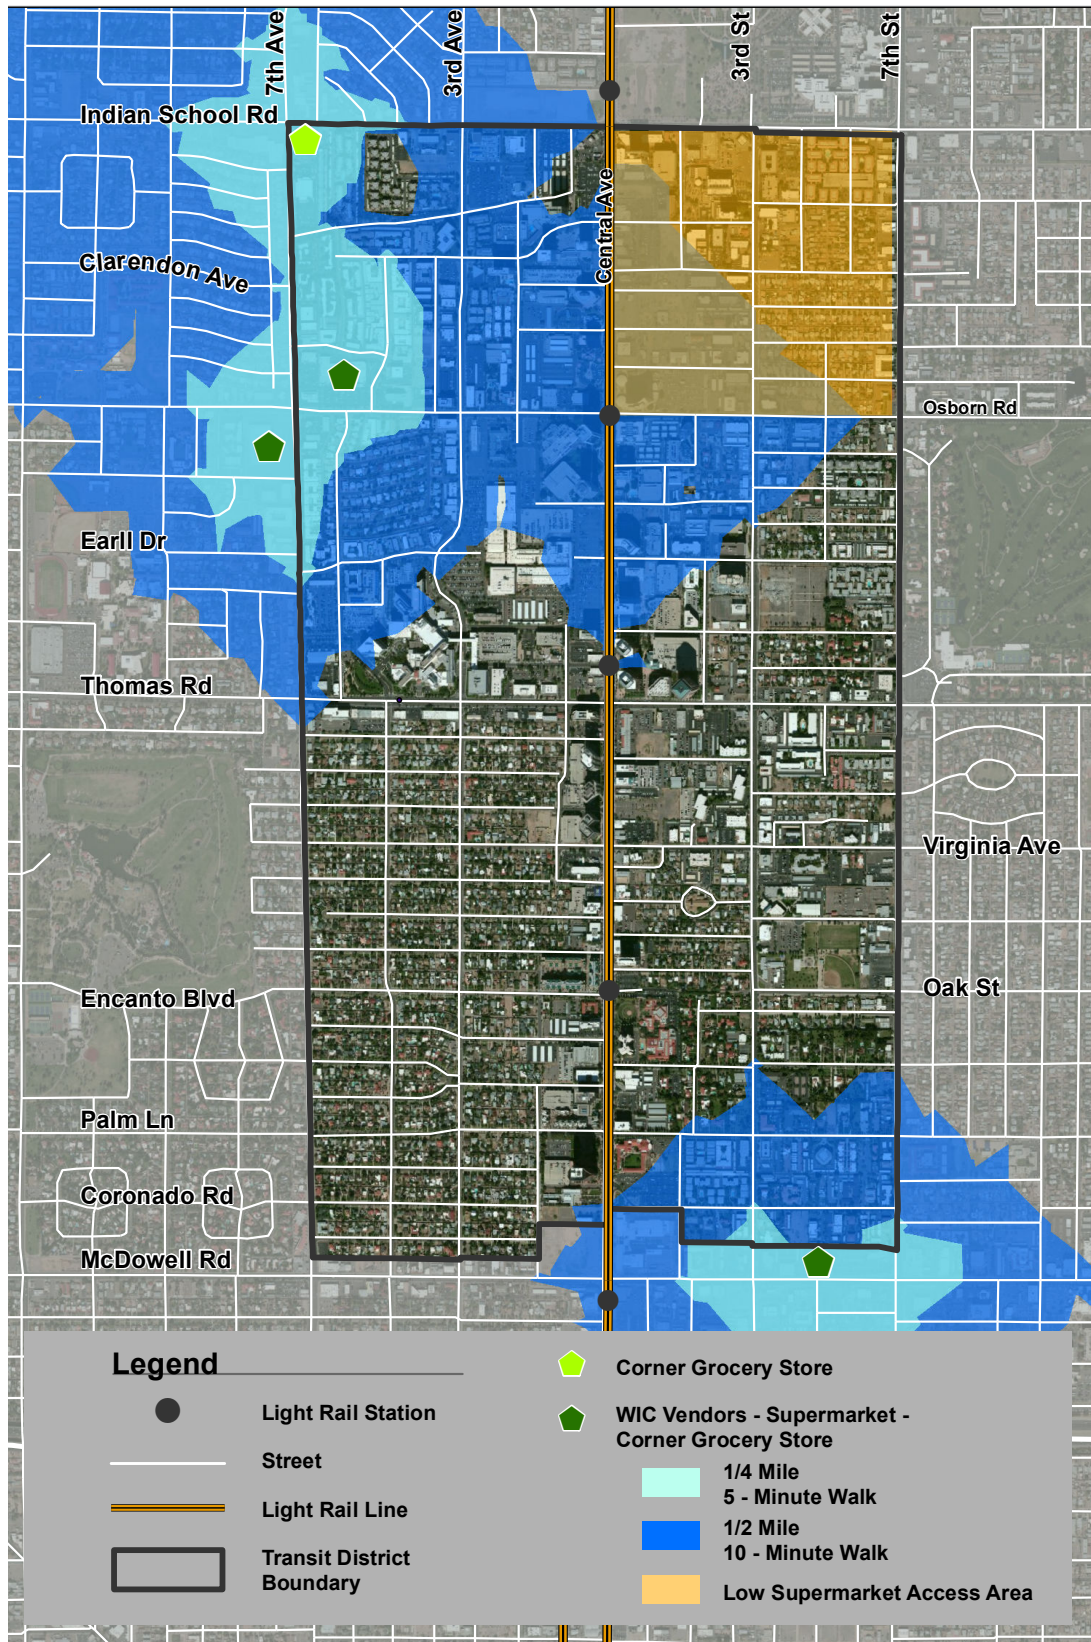 7th Ave
3rd Ave
3rd St
7th St
Indian School Rd
Central Ave
Clarendon Ave
Osborn Rd
Earll Dr
Thomas Rd
Virginia Ave
Encanto Blvd
Oak St
Palm Ln
Coronado Rd
McDowell Rd
Legend
Light Rail Station
Street
Light Rail Line
Transit District
Boundary
Corner Grocery Store
WIC Vendors - Supermarket -
Corner Grocery Store
1/4 Mile
5 - Minute Walk
1/2 Mile
10 - Minute Walk
Low Supermarket Access Area